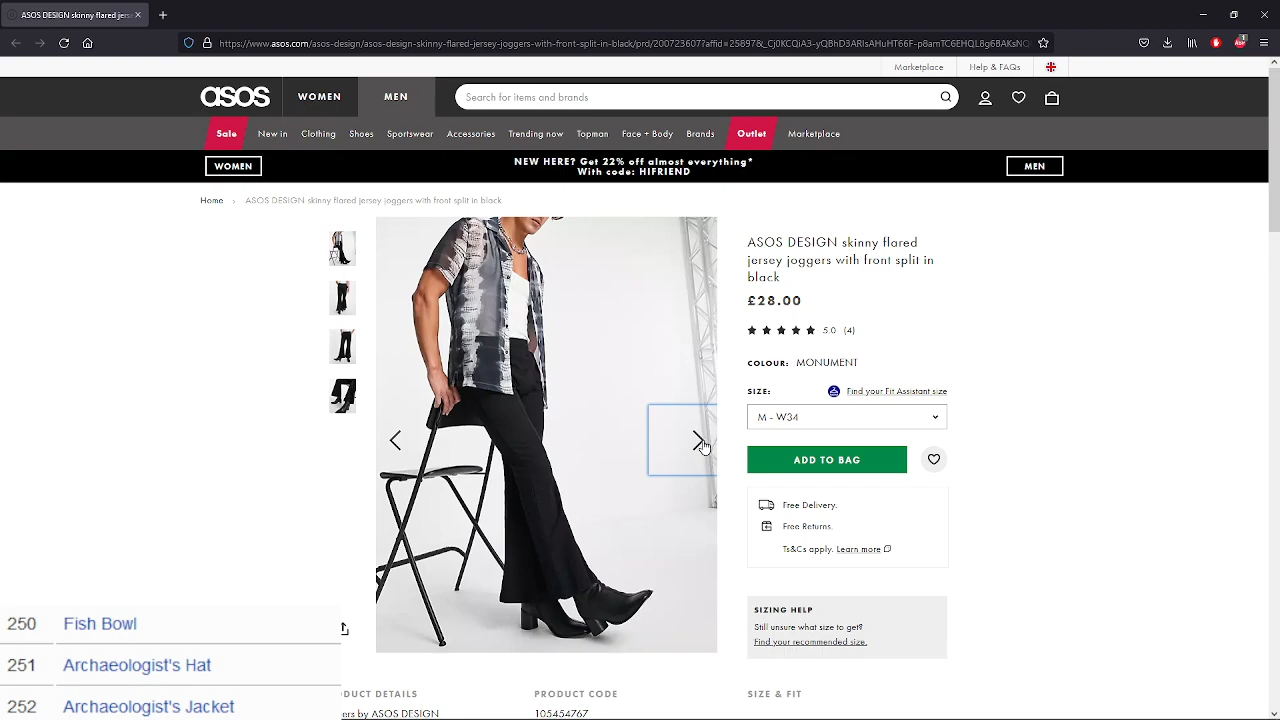 ASOS DESIGN skinny flared jerse
https://www.asos.com/asos-design/asos-design-skinny-flared-jersey-joggers-with-front-split-in-black/prd/200723607?affid=25897&_
Marketplace
Help & FAQs
asos
WOMEN
MEN
Search for items and brands
Sale
New in
Clothing
Shoes
Sportswear
Accessories
Trending now
Topman
Face + Body
Brands
Outlet
Marketplace
WOMEN
NEW HERE? Get 22% off almost everything*
With code: HIFRIEND
MEN
Home › ASOS DESIGN skinny flared jersey joggers with front split in black
ASOS DESIGN skinny flared
jersey joggers with front split in
black
£28.00
5.0 (4)
COLOUR: MONUMENT
SIZE:
Find your Fit Assistant size
M - W34
ADD TO BAG
Free Delivery.
Free Returns.
Ts&Cs apply. Learn more
SIZING HELP
Still unsure what size to get?
Find your recommended size.
250 Fish Bowl
251 Archaeologist's Hat
252 Archaeologist's Jacket
DUCT DETAILS
PRODUCT CODE
SIZE & FIT
ers by ASOS DESIGN
105454767